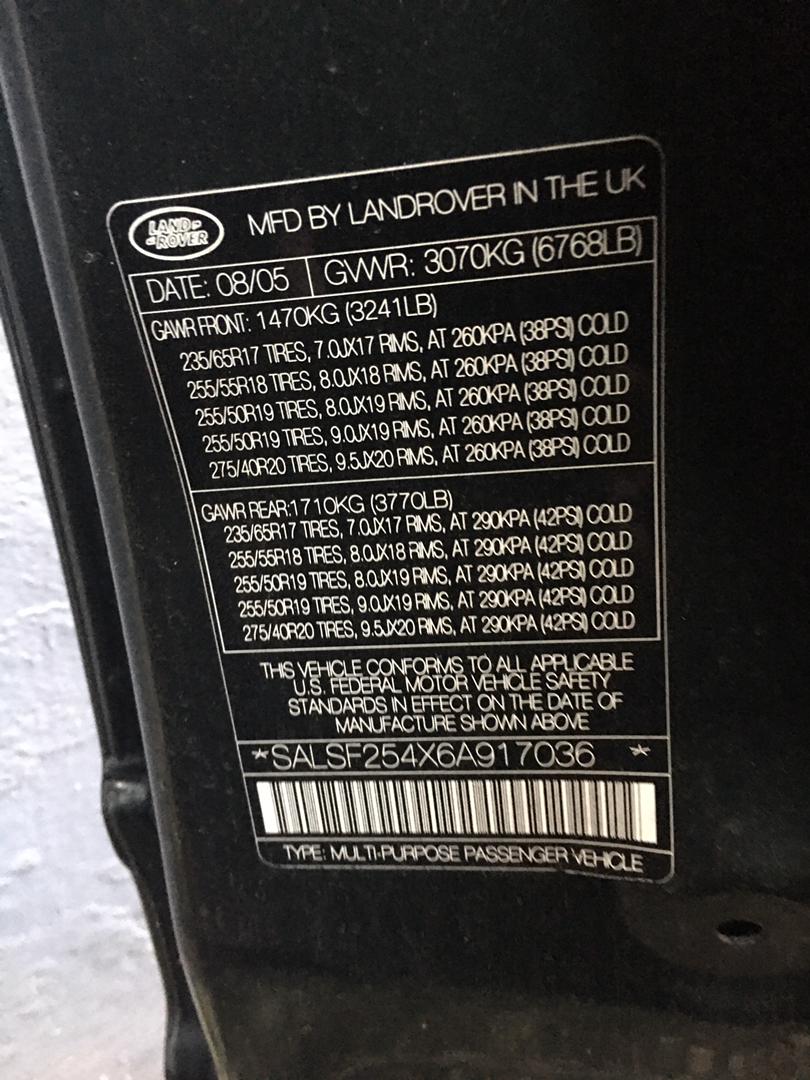 LAND ROVER
MFD BY LANDROVER IN THE UK
DATE: 08/05 GVWR: 3070KG (6768LB)
GAWR FRONT: 1470KG (3241LB)
235/65R17 TIRES, 7.0JX17 RIMS, AT 260KPA (38PSI) COLD
255/55R18 TIRES, 8.0JX18 RIMS, AT 260KPA (38PSI) COLD
255/50R19 TIRES, 8.0JX19 RIMS, AT 260KPA (38PSI) COLD
255/50R19 TIRES, 9.0JX19 RIMS, AT 260KPA (38PSI) COLD
275/40R20 TIRES, 9.5JX20 RIMS, AT 260KPA (38PSI) COLD
GAWR REAR:1710KG (3770LB)
235/65R17 TIRES, 7.0JX17 RIMS, AT 290KPA (42PSI) COLD
255/55R18 TIRES, 8.0JX18 RIMS, AT 290KPA (42PSI) COLD
255/50R19 TIRES, 8.0JX19 RIMS, AT 290KPA (42PSI) COLD
255/50R19 TIRES, 9.0JX19 RIMS, AT 290KPA (42PSI) COLD
275/40R20 TIRES, 9.5JX20 RIMS, AT 290KPA (42PSI) COLD
THIS VEHICLE CONFORMS TO ALL APPLICABLE
U.S. FEDERAL MOTOR VEHICLE SAFETY
STANDARDS IN EFFECT ON THE DATE OF
MANUFACTURE SHOWN ABOVE
*SALSF254X6A917036 *
TYPE: MULTI-PURPOSE PASSENGER VEHICLE